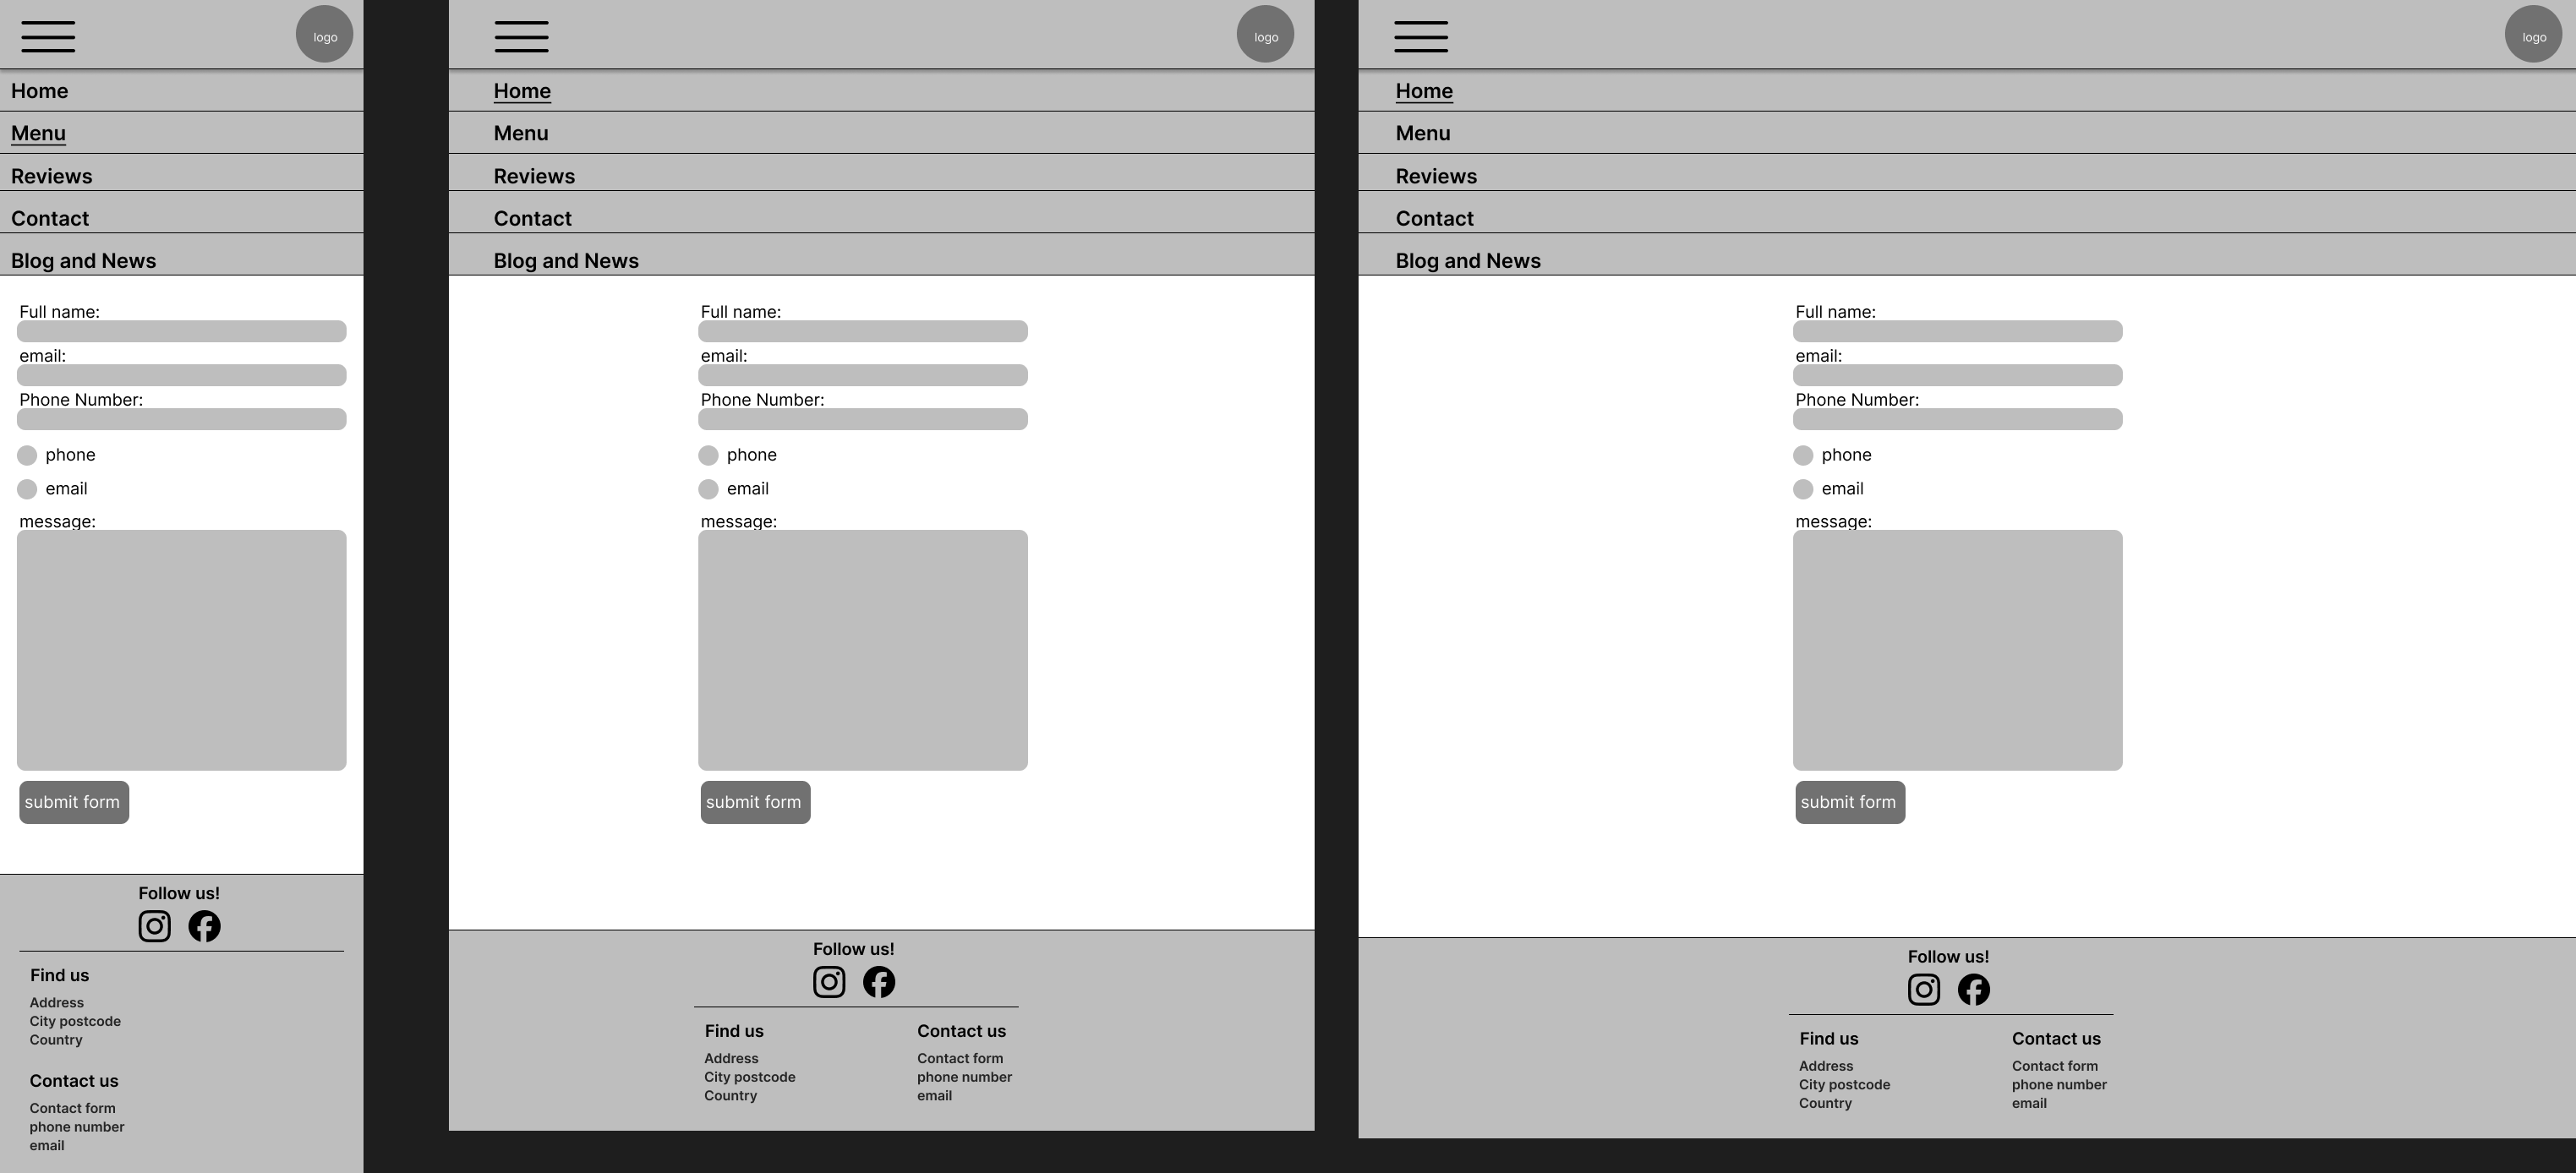 logo
Home
Menu
Reviews
Contact
Blog and News
Full name:
email:
Phone Number:
phone
email
message:
submit form
Follow us!
Find us
Address
City postcode
Country
Contact us
Contact form
phone number
email
logo
Home
Menu
Reviews
Contact
Blog and News
Full name:
email:
Phone Number:
phone
email
message:
submit form
Follow us!
Find us
Address
City postcode
Country
Contact us
Contact form
phone number
email
logo
Home
Menu
Reviews
Contact
Blog and News
Full name:
email:
Phone Number:
phone
email
message:
submit form
Follow us!
Find us
Address
City postcode
Country
Contact us
Contact form
phone number
email